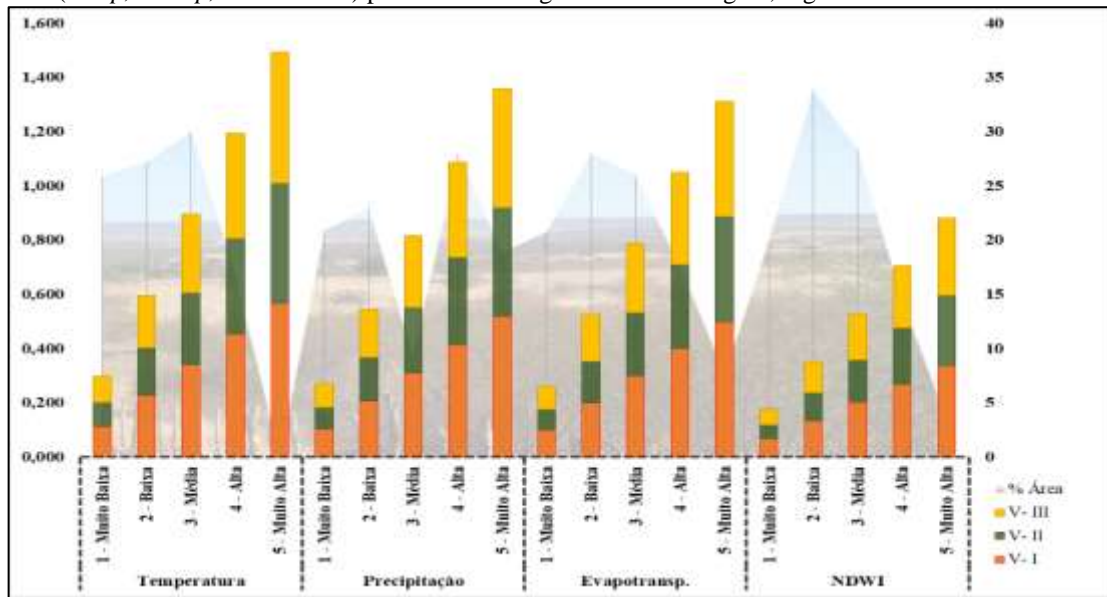 1,600
1,400
1,200
1,000
0,800
0,600
0,400
0,200
0,000
40
35
30
25
20
15
10
5
0
1 - Muito Baixa
2 - Baixa
3 - Média
4 - Alta
5 - Muito Alta
1 - Muito Baixa
2 - Baixa
3 - Média
4 - Alta
5 - Muito Alta
1 - Muito Baixa
2 - Baixa
3 - Média
4 - Alta
5 - Muito Alta
1 - Muito Baixa
2 - Baixa
3 - Média
4 - Alta
5 - Muito Alta
Temperatura
Precipitação
Evapotransp.
NDWI
% Área
V- III
V- II
V- I